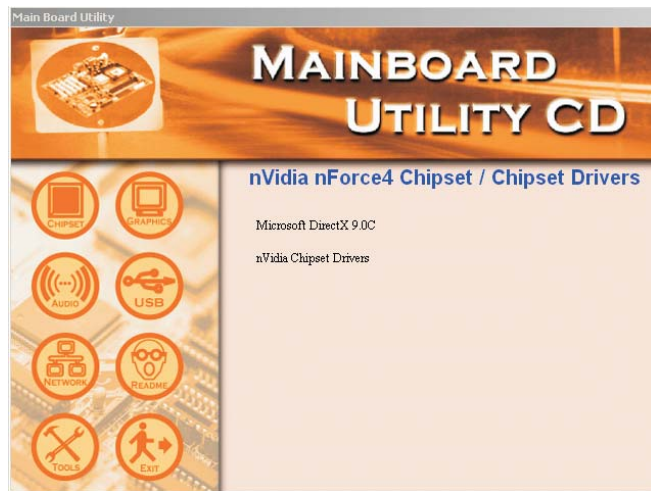 Main Board Utility
MAINBOARD
UTILITY CD
nVidia nForce4 Chipset / Chipset Drivers
Microsoft DirectX 9.0C
nVidia Chipset Drivers
CHIPSET
GRAPHICS
AUDIO
USB
NETWORK
README
TOOLS
EXIT